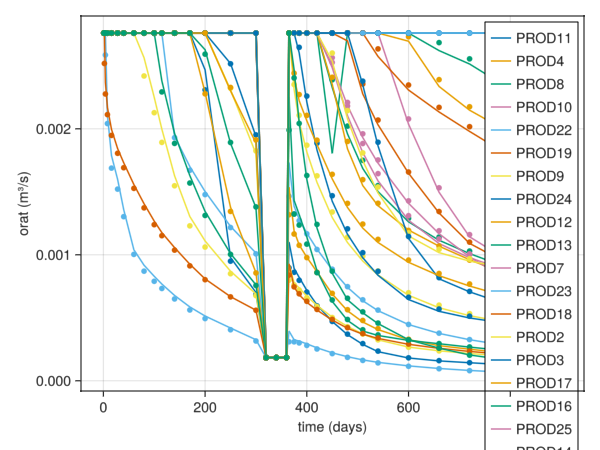 orat (m³/s)
0.002
0.001
0.000
0
200
400
600
time (days)
PROD11
PROD4
PROD8
PROD10
PROD22
PROD19
PROD9
PROD24
PROD12
PROD13
PROD7
PROD23
PROD18
PROD2
PROD3
PROD17
PROD16
PROD25